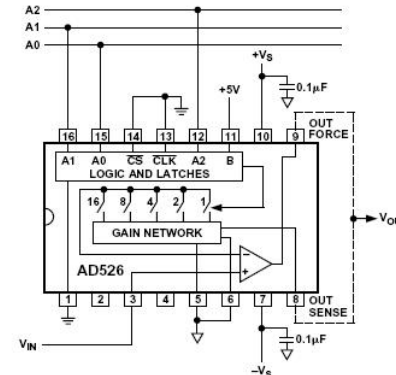 A2
A1
A0
+VS
0.1µF
+5V
16 15 14 13 12 11 10 9
OUT FORCE
A1 A0 CS CLK A2 B
LOGIC AND LATCHES
16 8 4 2 1
GAIN NETWORK
VO
–
+
AD526
1 2 3 4 5 6 7 8
OUT SENSE
VIN
0.1µF
–VS